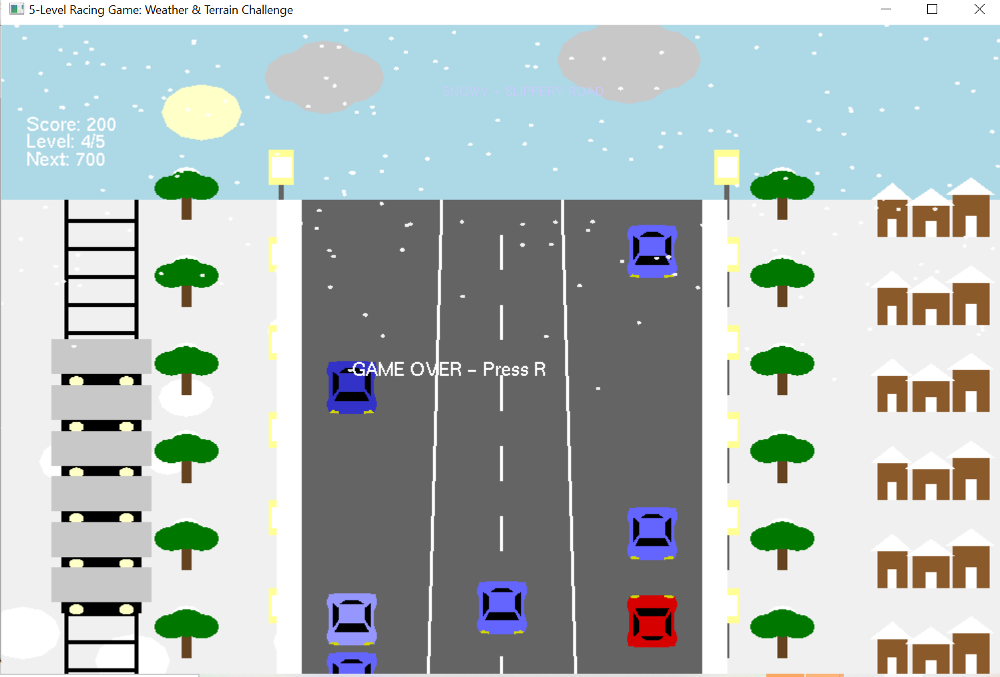 5-Level Racing Game: Weather & Terrain Challenge
SNOWY - SLIPPERY ROAD
Score: 200
Level: 4/5
Next: 700
GAME OVER - Press R